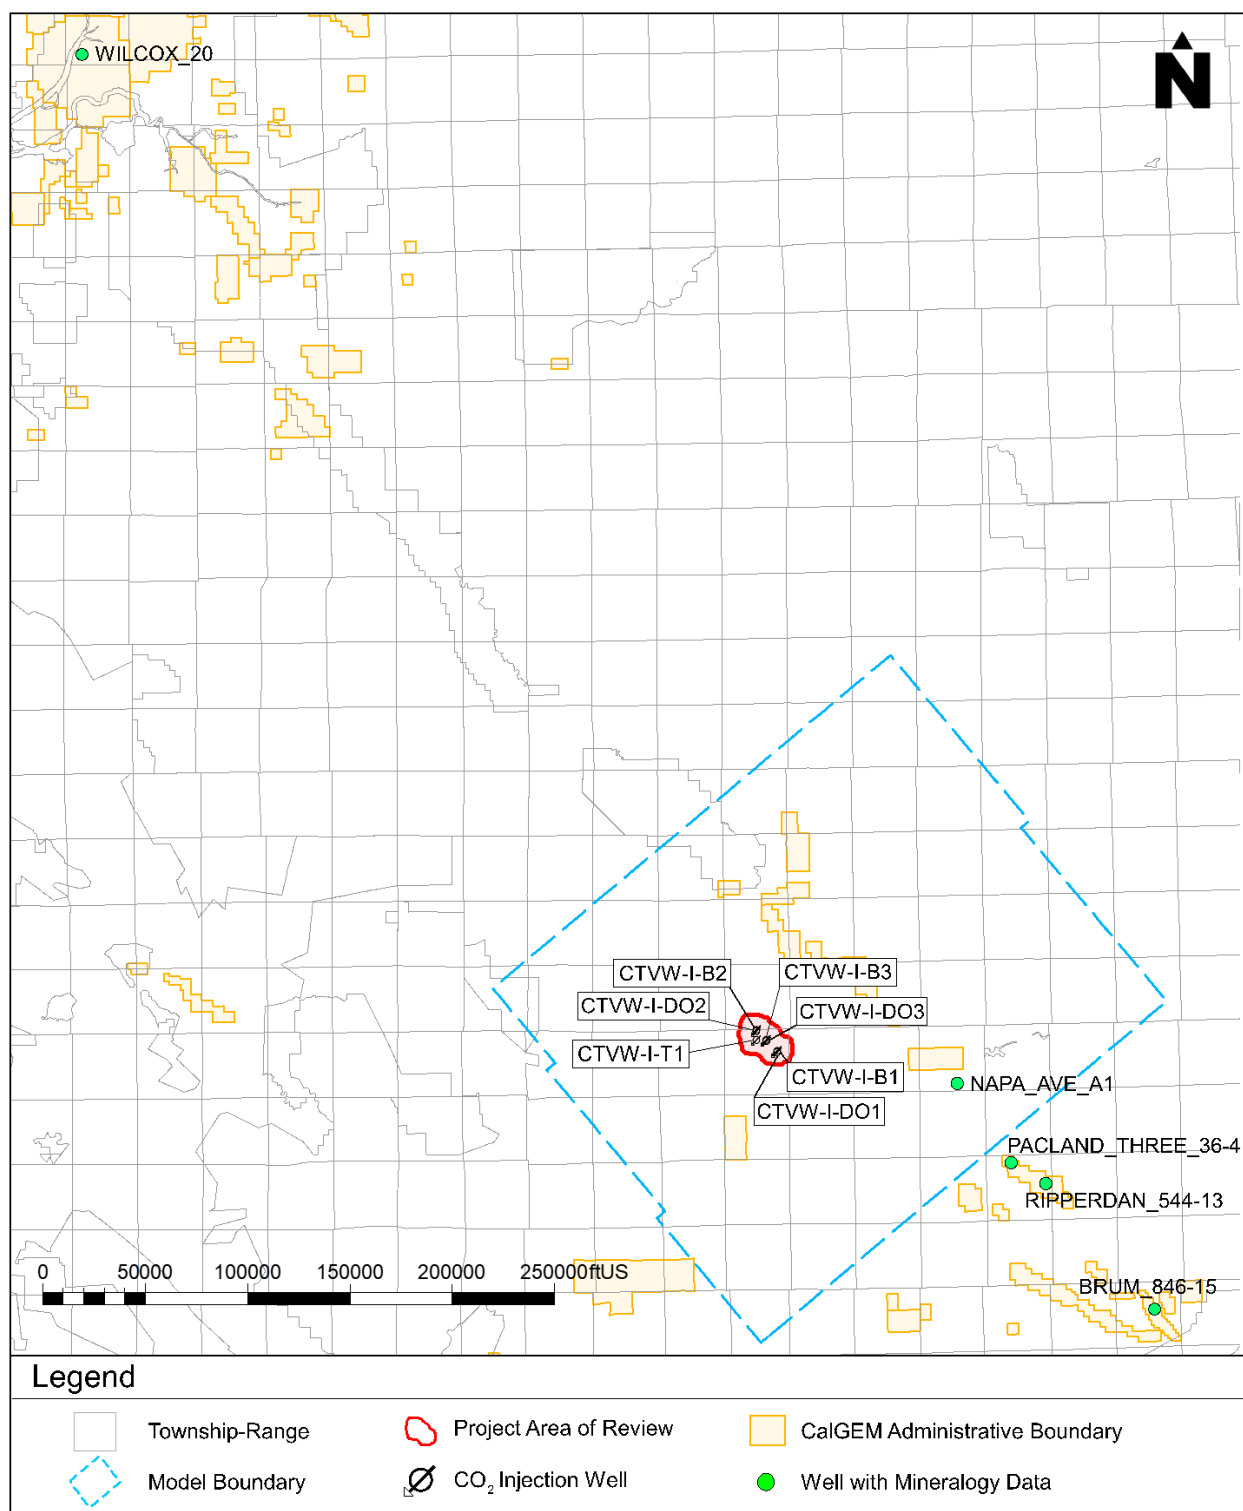 WILCOX_20
N
CTVW-I-B2
CTVW-I-B3
CTVW-I-DO2
CTVW-I-DO3
CTVW-I-T1
CTVW-I-B1
CTVW-I-DO1
NAPA_AVE_A1
PACLAND_THREE_36-4
RIPPERDAN_544-13
BRUM_846-15
0 50000 100000 150000 200000 250000ftUS
Legend
Township-Range
Project Area of Review
CalGEM Administrative Boundary
Model Boundary
CO₂ Injection Well
Well with Mineralogy Data